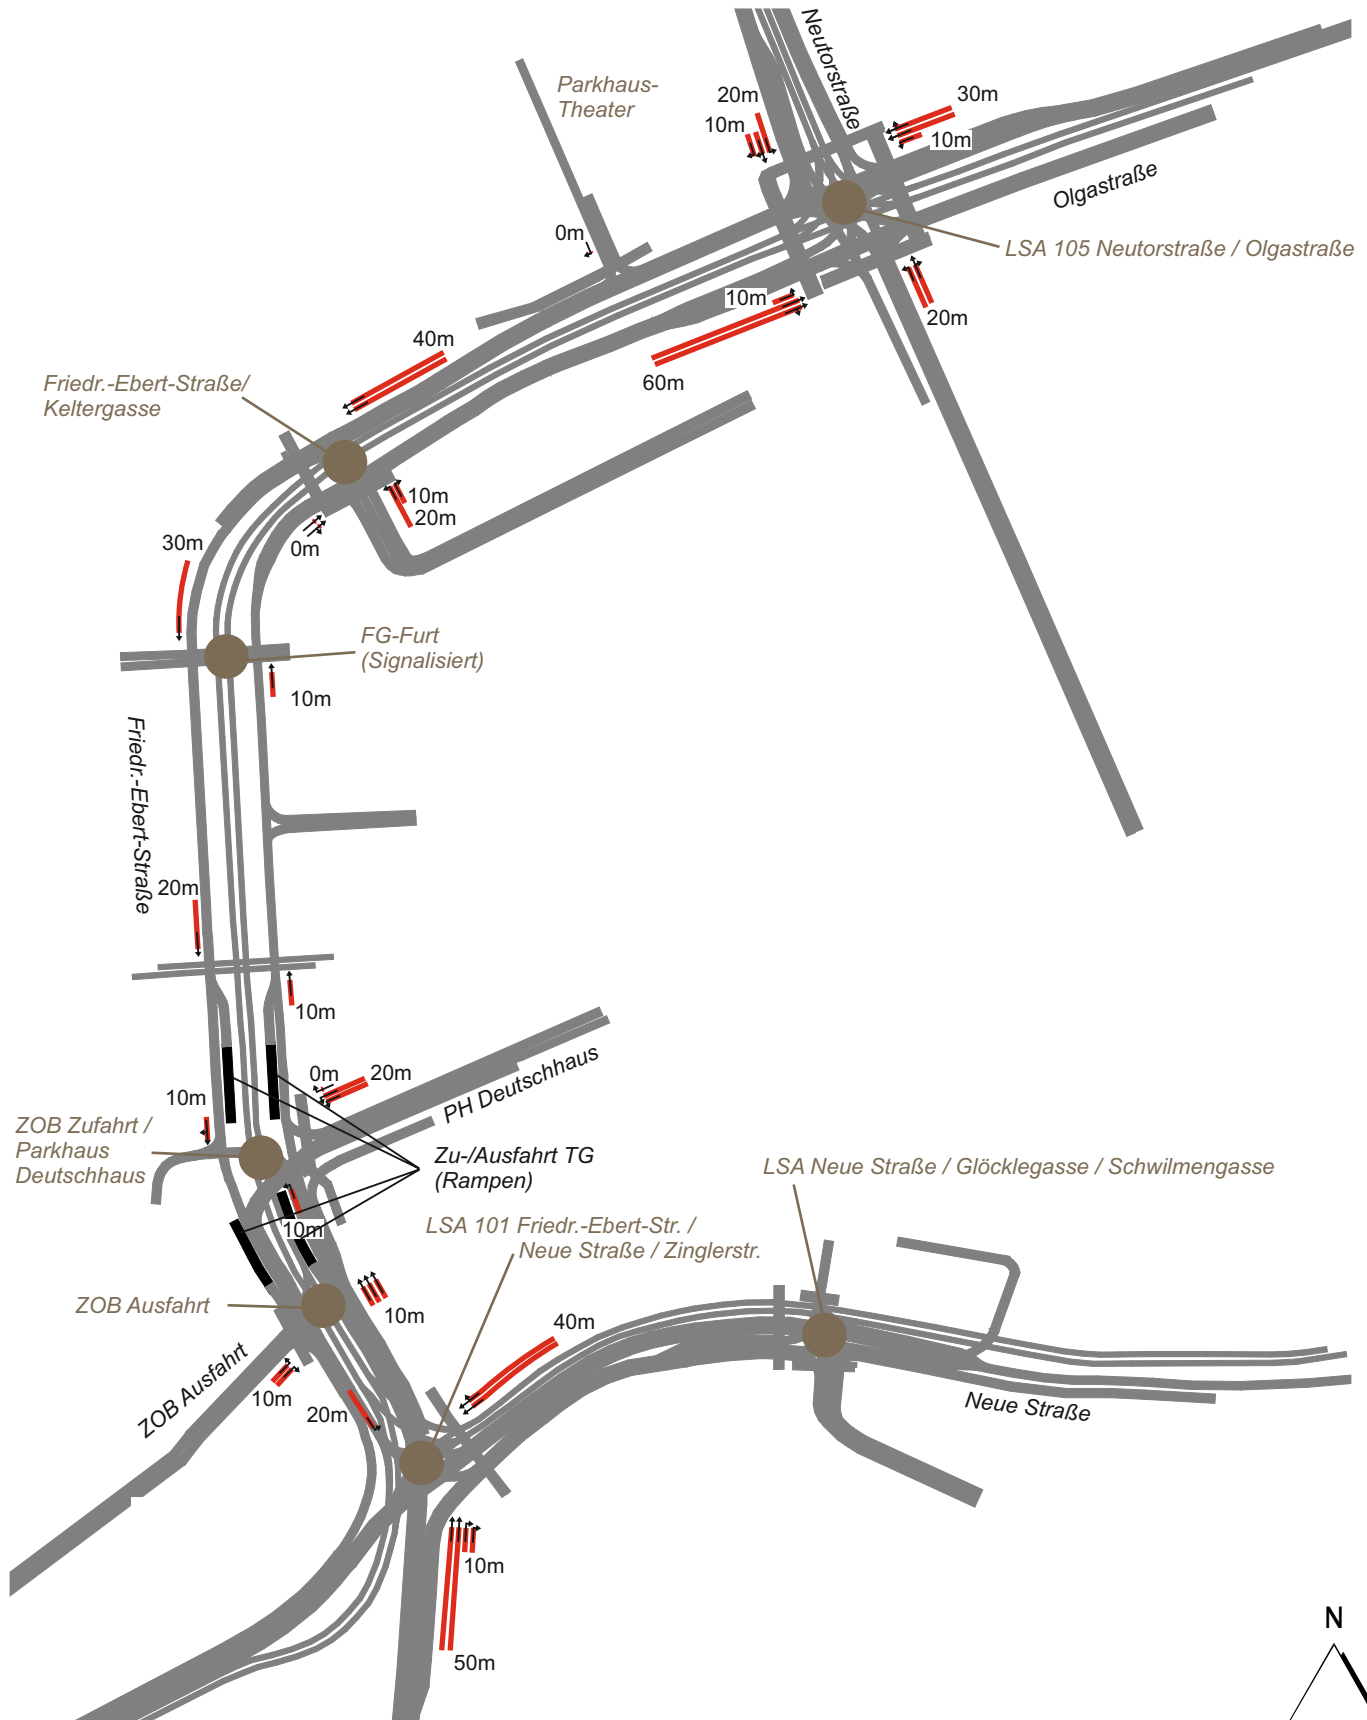 Neutorstraße
Parkhaus-
Theater
20m
10m
30m
10m
Olgastraße
0m
LSA 105 Neutorstraße / Olgastraße
10m
20m
40m
60m
Friedr.-Ebert-Straße/
Keltergasse
10m
20m
0m
30m
FG-Furt
(Signalisiert)
10m
Friedr.-Ebert-Straße
20m
10m
0m
20m
PH Deutschhaus
10m
ZOB Zufahrt /
Parkhaus
Deutschhaus
Zu-/Ausfahrt TG
(Rampen)
LSA Neue Straße / Glöcklegasse / Schwilmengasse
10m
LSA 101 Friedr.-Ebert-Str. /
Neue Straße / Zinglerstr.
ZOB Ausfahrt
10m
40m
ZOB Ausfahrt
10m
20m
Neue Straße
10m
50m
N